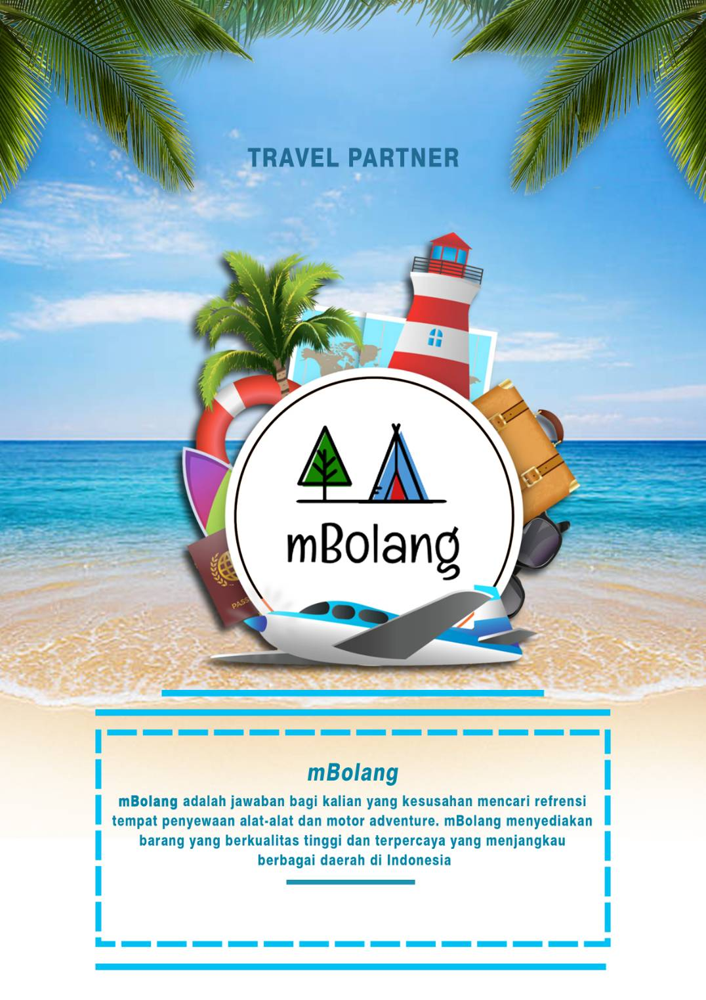 TRAVEL PARTNER
mBolang
PASS
mBolang
mBolang adalah jawaban bagi kalian yang kesusahan mencari refrensi
tempat penyewaan alat-alat dan motor adventure. mBolang menyediakan
barang yang berkualitas tinggi dan terpercaya yang menjangkau
berbagai daerah di Indonesia